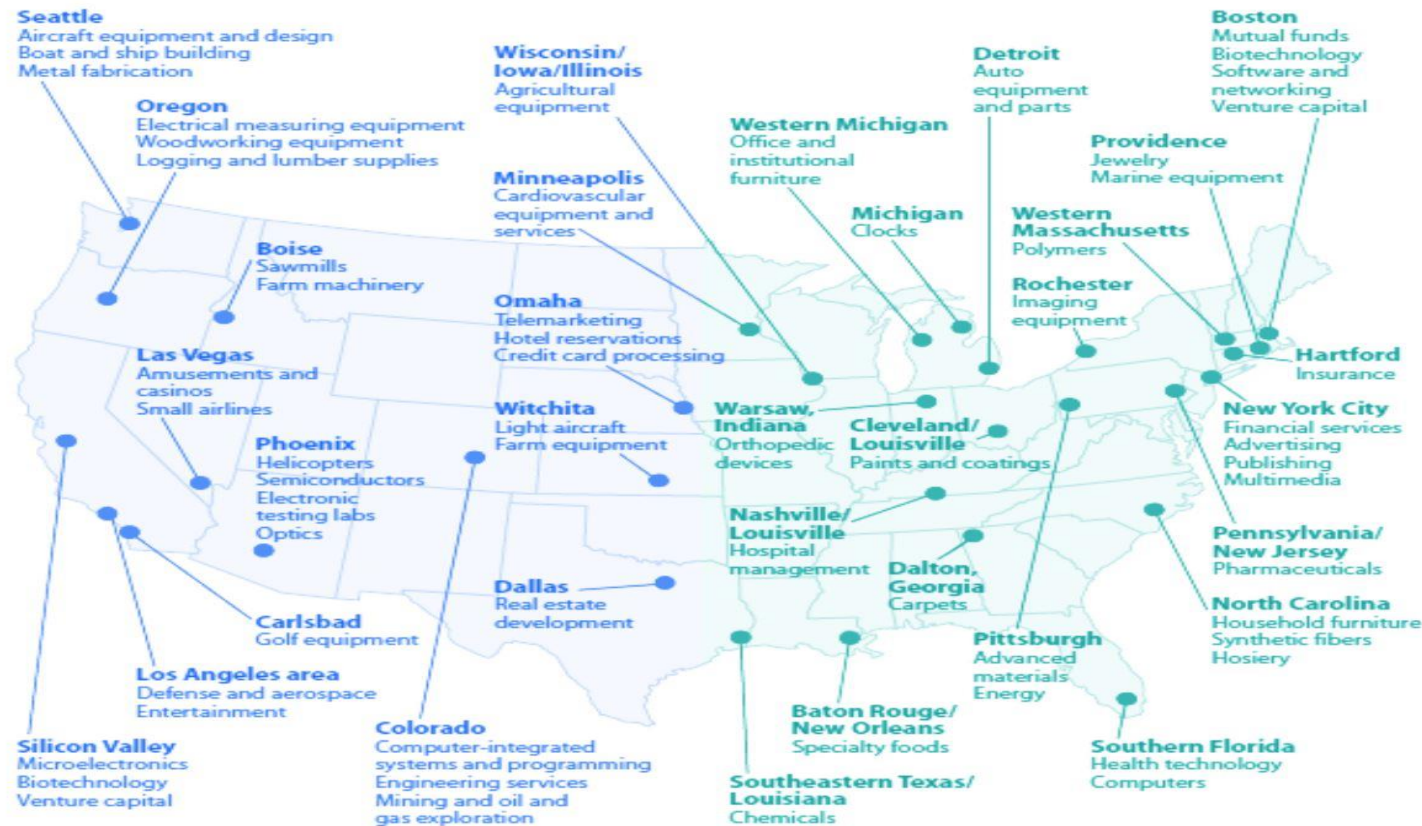 Seattle
Aircraft equipment and design
Boat and ship building
Metal fabrication
Oregon
Electrical measuring equipment
Woodworking equipment
Logging and lumber supplies
Wisconsin/
Iowa/Illinois
Agricultural
equipment
Minneapolis
Cardiovascular
equipment and
services
Boise
Sawmills
Farm machinery
Omaha
Telemarketing
Hotel reservations
Credit card processing
Las Vegas
Amusements and
casinos
Small airlines
Witchita
Light aircraft
Farm equipment
Phoenix
Helicopters
Semiconductors
Electronic
testing labs
Optics
Dallas
Real estate
development
Carlsbad
Golf equipment
Los Angeles area
Defense and aerospace
Entertainment
Silicon Valley
Microelectronics
Biotechnology
Venture capital
Colorado
Computer-integrated
systems and programming
Engineering services
Mining and oil and
gas exploration
Boston
Mutual funds
Biotechnology
Software and
networking
Venture capital
Detroit
Auto
equipment
and parts
Western Michigan
Office and
institutional
furniture
Providence
Jewelry
Marine equipment
Michigan
Clocks
Western
Massachusetts
Polymers
Rochester
Imaging
equipment
Hartford
Insurance
Warsaw,
Indiana
Orthopedic
devices
Cleveland/
Louisville
Paints and coatings
New York City
Financial services
Advertising
Publishing
Multimedia
Nashville/
Louisville
Hospital
management
Dalton,
Georgia
Carpets
Pennsylvania/
New Jersey
Pharmaceuticals
North Carolina
Household furniture
Synthetic fibers
Hosiery
Pittsburgh
Advanced
materials
Energy
Baton Rouge/
New Orleans
Specialty foods
Southeastern Texas/
Louisiana
Chemicals
Southern Florida
Health technology
Computers